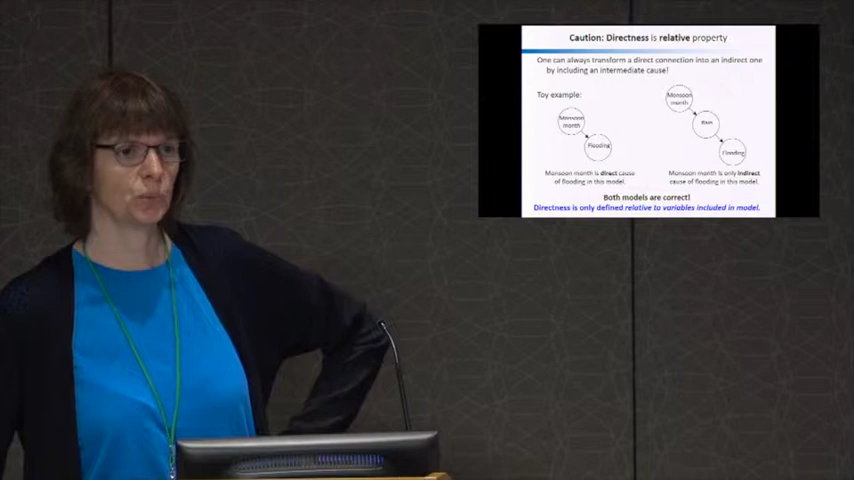 Caution: Directness is relative property
One can always transform a direct connection into an indirect one
by including an intermediate cause!
Toy example:
Monsoon
month
Flooding
Monsoon month is direct cause
of flooding in this model.
Monsoon
month
Rain
Flooding
Monsoon month is only indirect
cause of flooding in this model.
Both models are correct!
Directness is only defined relative to variables included in model.